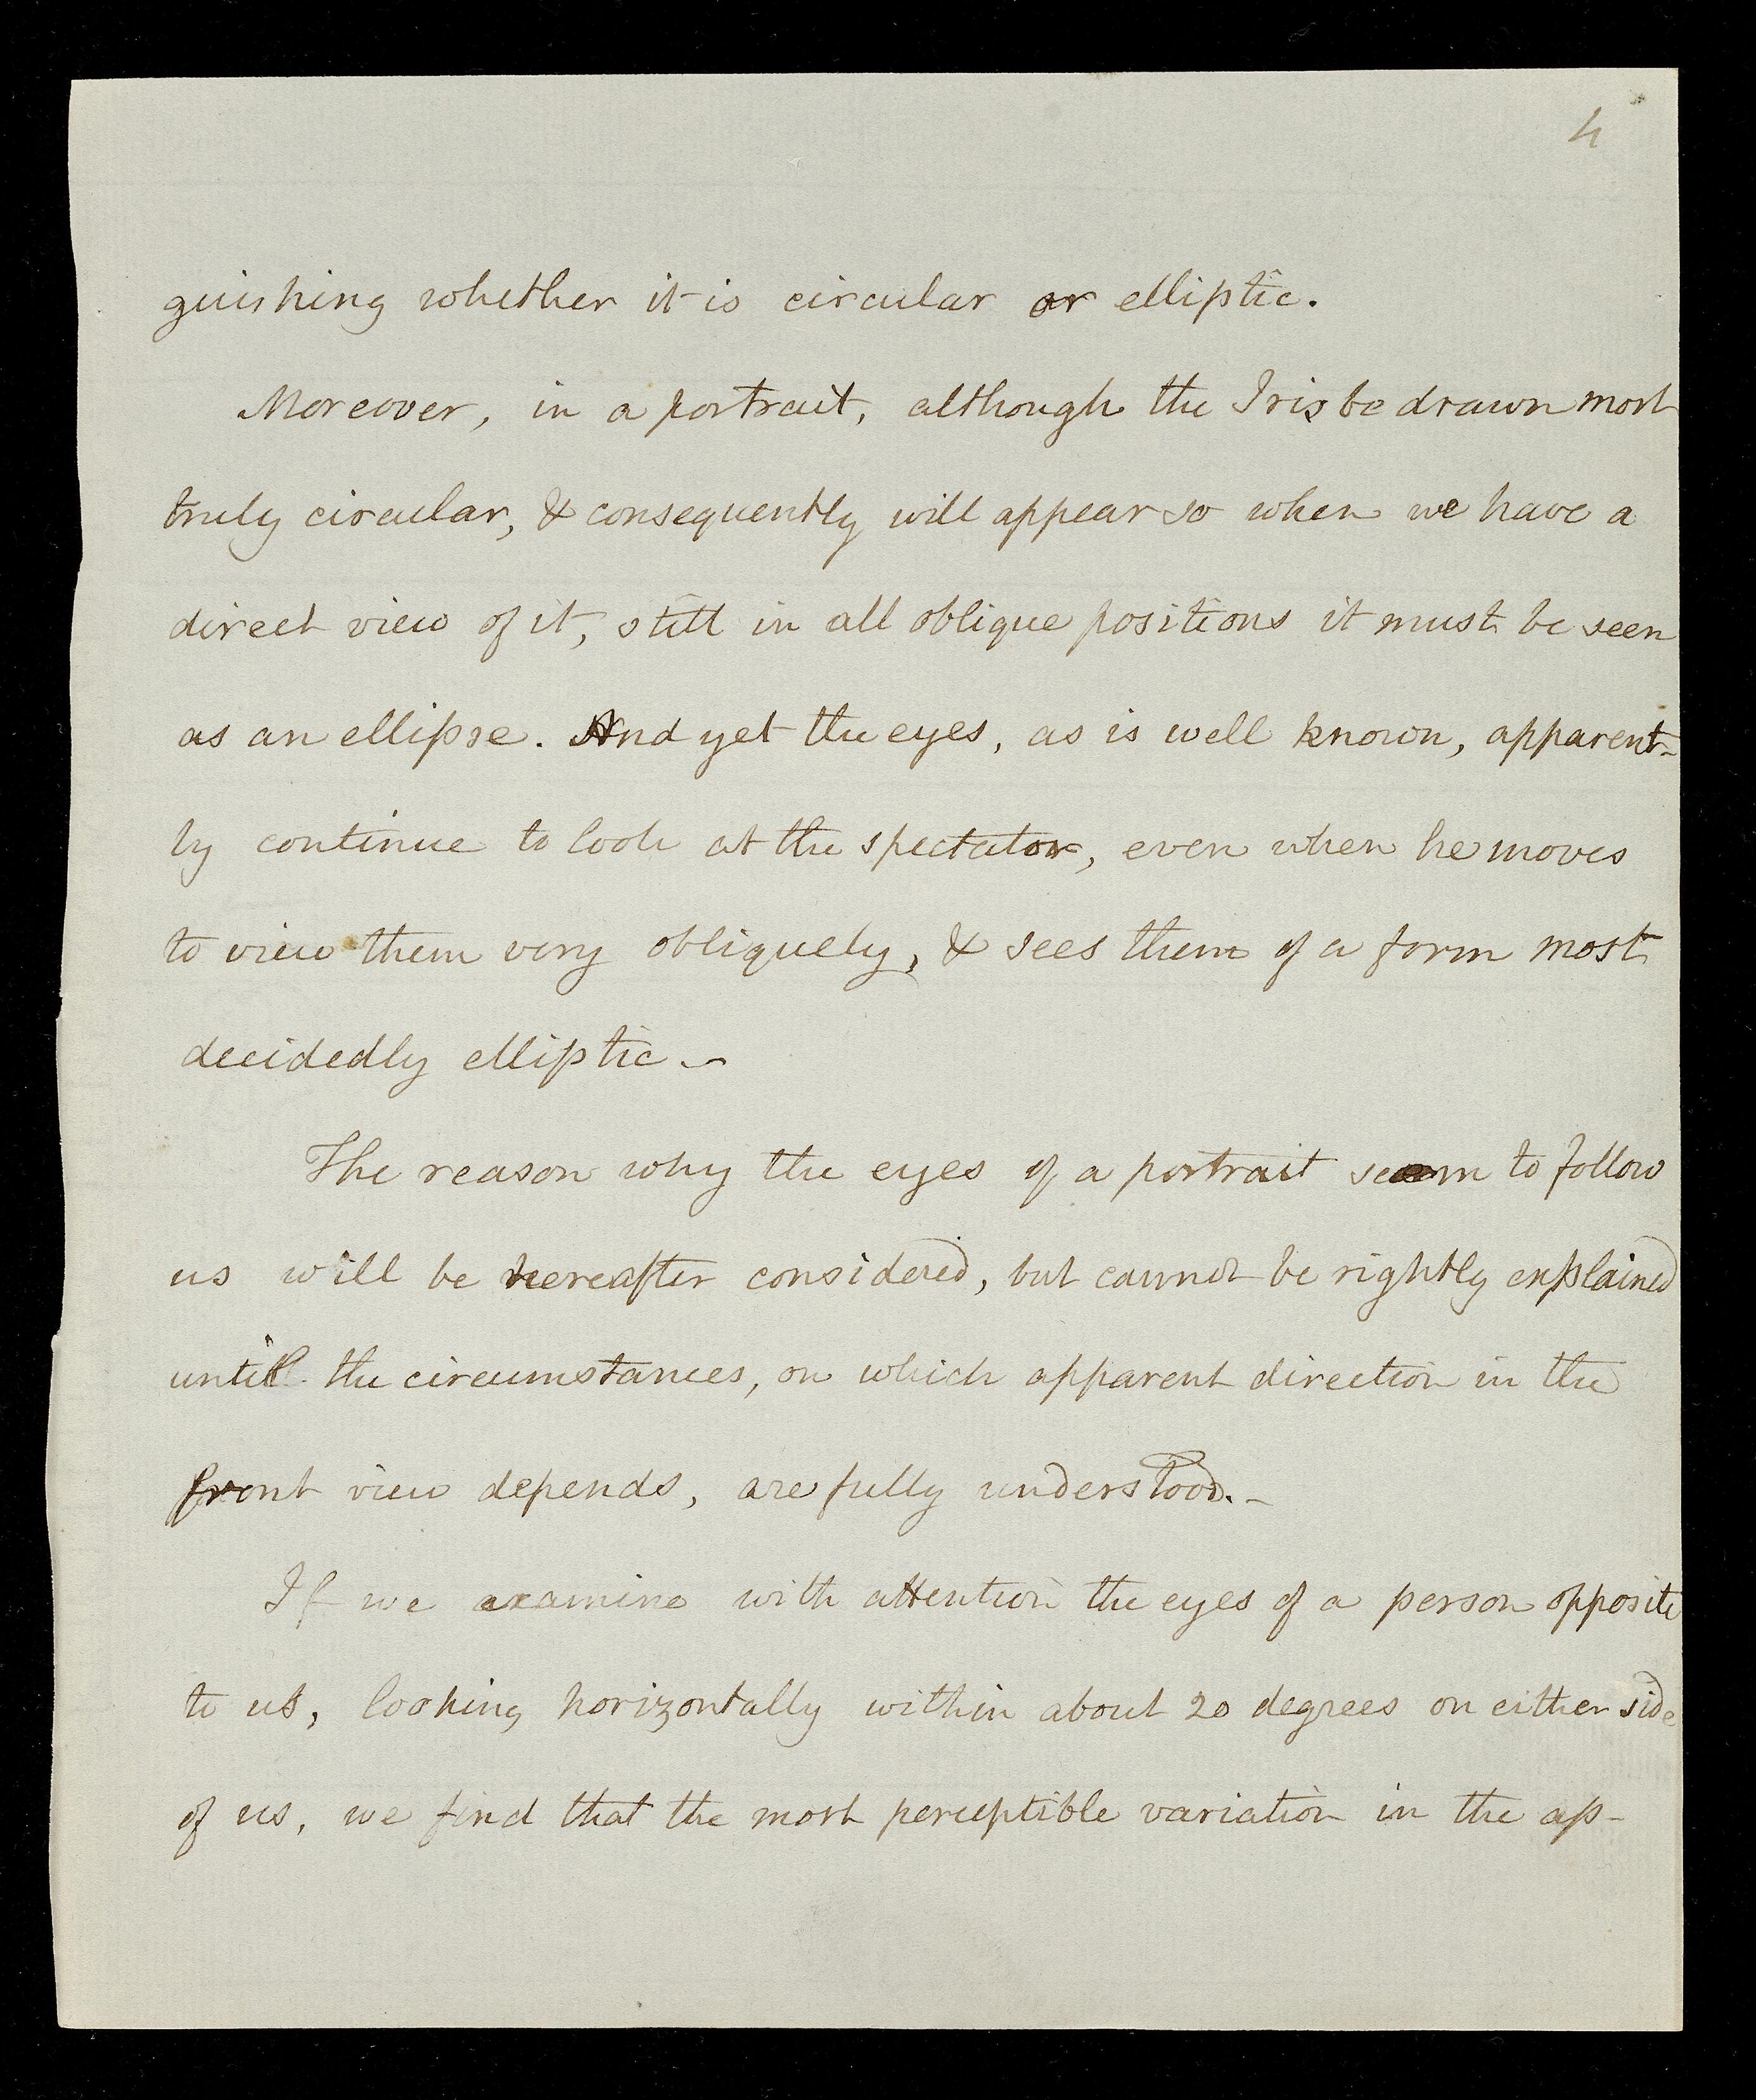 4
guishing whether it is circular or elliptic.
Moreover, in a portrait, although the Iris be drawn most
truly circular, & consequently will appear so when we have a
direct view of it, still in all oblique positions it must be seen
as an ellipse. And yet the eyes, as is well known, apparent-
ly continue to look at the spectator, even when he moves
to view them very obliquely, & sees them of a form most
decidedly elliptic.-
The reason why the eyes of a portrait seem to follow
us will be hereafter considered, but cannot be rightly explained
until the circumstances, on which apparent direction in the
front view depends, are fully understood.-
If we examine with attention the eyes of a person opposite
to us, looking horizontally within about 20 degrees on either side
of us, we find that the most perceptible variation in the ap-